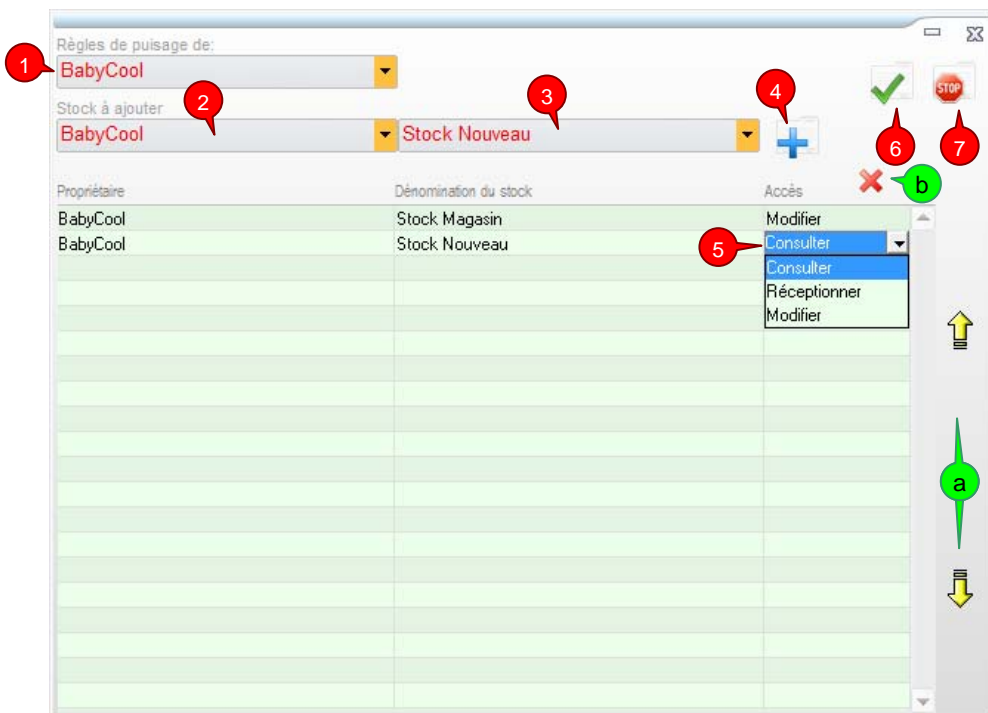 Règles de puisage de:
1
BabyCool
Stock à ajouter
2
3
4
BabyCool
Stock Nouveau
STOP
6
7
b
Propriétaire
Dénomination du stock
Accès
BabyCool
Stock Magasin
Modifier
BabyCool
Stock Nouveau
5
Consulter
Consulter
Réceptionner
Modifier
a